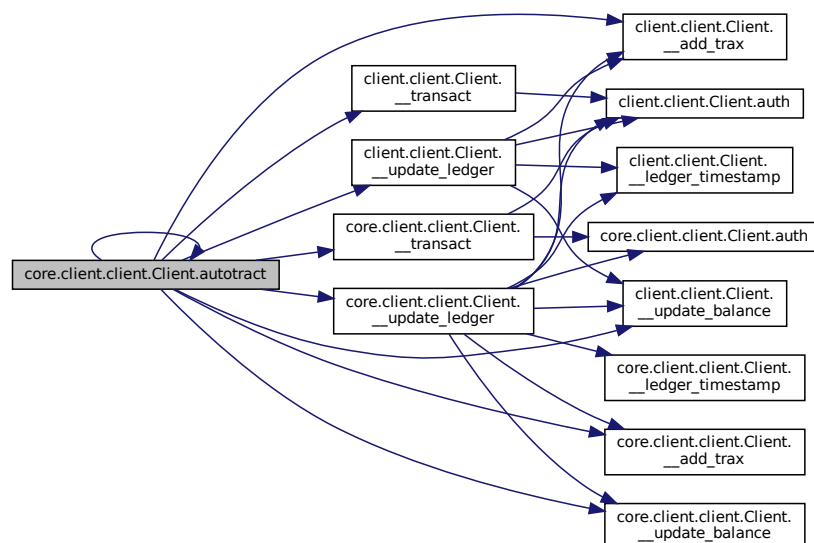 client.client.Client.
__add_trax
client.client.Client.
__transact
client.client.Client.auth
client.client.Client.
__update_ledger
client.client.Client.
__ledger_timestamp
core.client.client.Client.
__transact
core.client.client.Client.auth
core.client.client.Client.autotract
client.client.Client.
__update_balance
core.client.client.Client.
__update_ledger
core.client.client.Client.
__ledger_timestamp
core.client.client.Client.
__add_trax
core.client.client.Client.
__update_balance